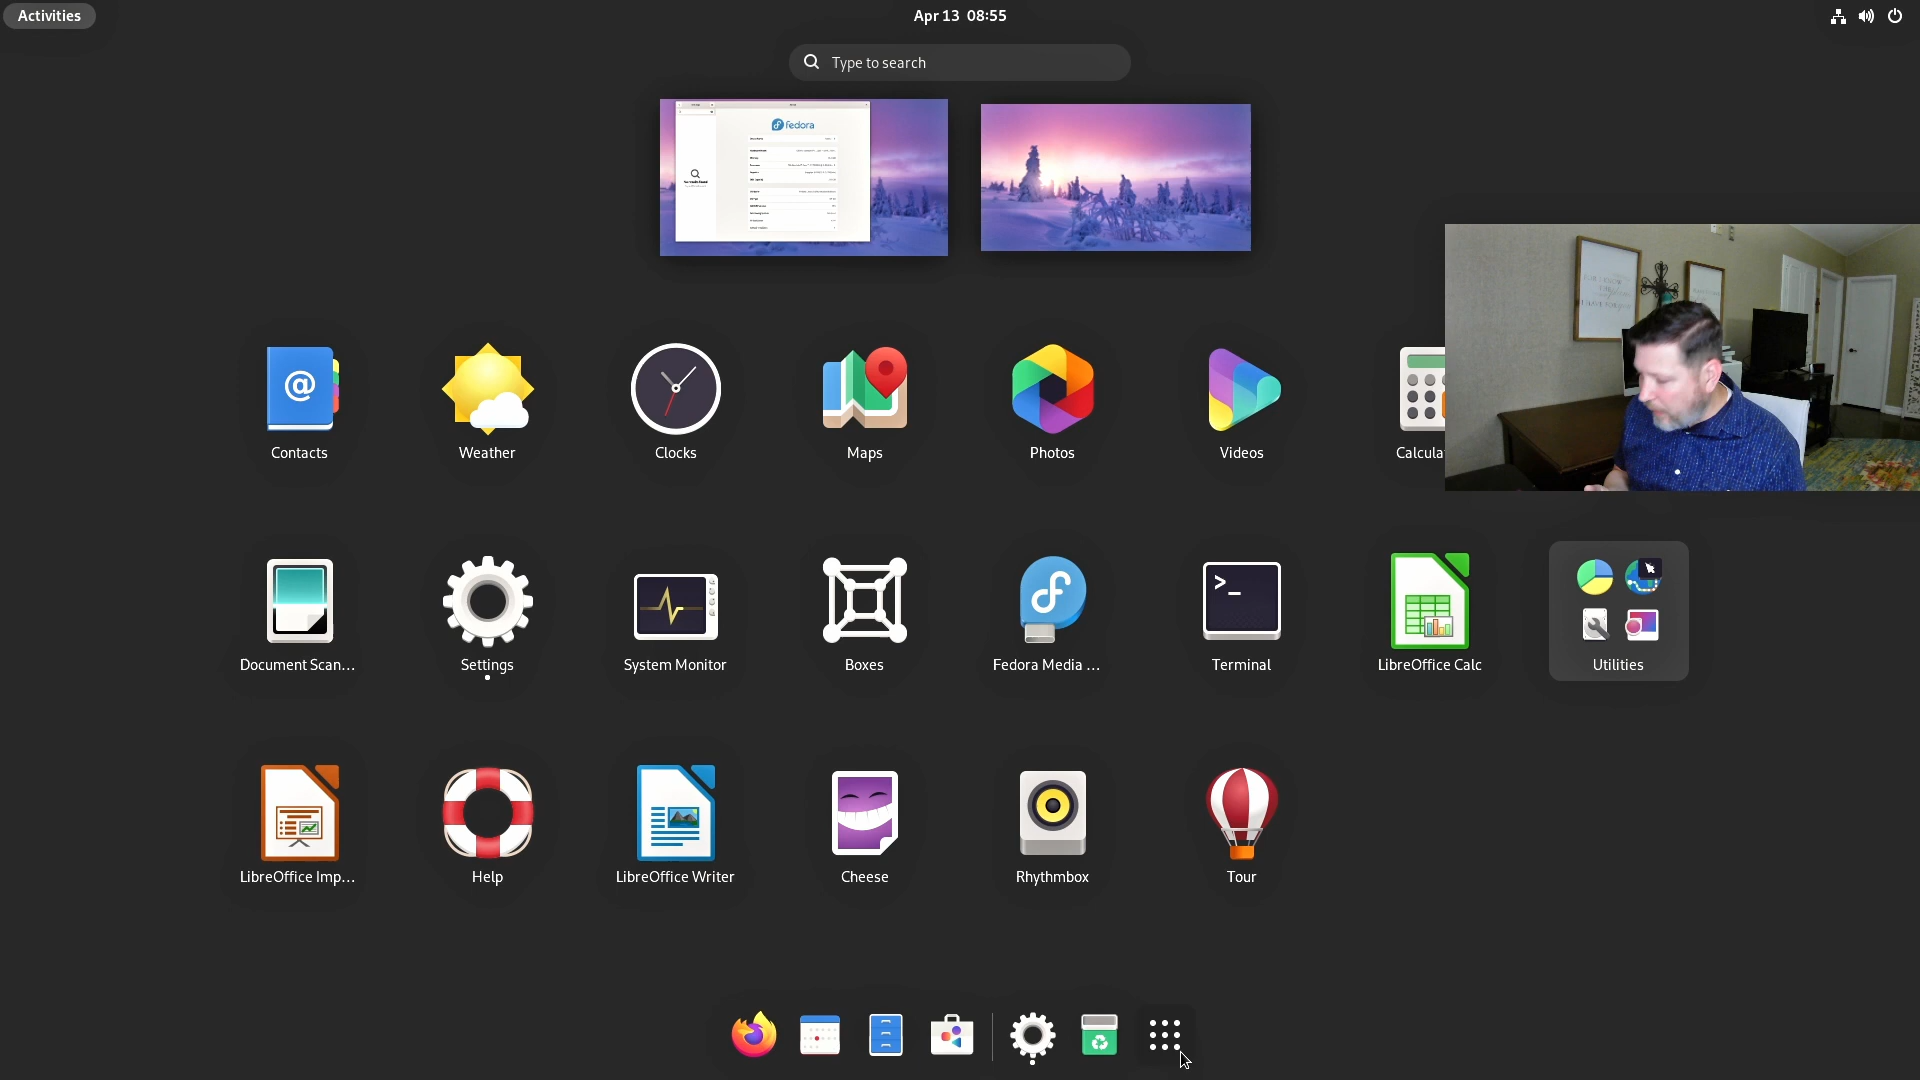 Activities
Apr 13 08:55
Type to search
fedora
@
Contacts
Weather
Clocks
Maps
Photos
Videos
Calcula
Document Scan...
Settings
System Monitor
Boxes
Fedora Media ...
>_
Terminal
LibreOffice Calc
Utilities
LibreOffice Imp...
Help
LibreOffice Writer
Cheese
Rhythmbox
Tour